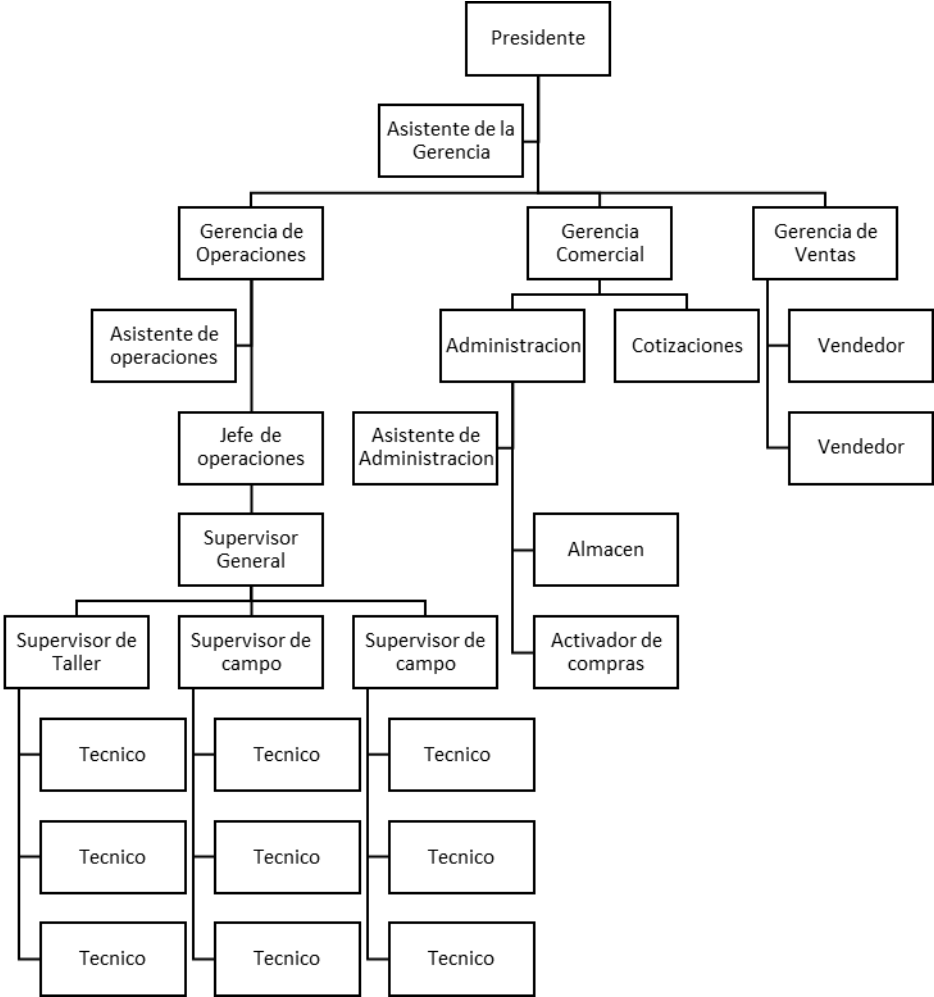 Presidente
Asistente de la
Gerencia
Gerencia de
Operaciones
Gerencia
Comercial
Gerencia de
Ventas
Asistente de
operaciones
Administracion
Cotizaciones
Vendedor
Jefe de
operaciones
Asistente de
Administracion
Vendedor
Supervisor
General
Almacen
Supervisor de
Taller
Supervisor de
campo
Supervisor de
campo
Activador de
compras
Tecnico
Tecnico
Tecnico
Tecnico
Tecnico
Tecnico
Tecnico
Tecnico
Tecnico